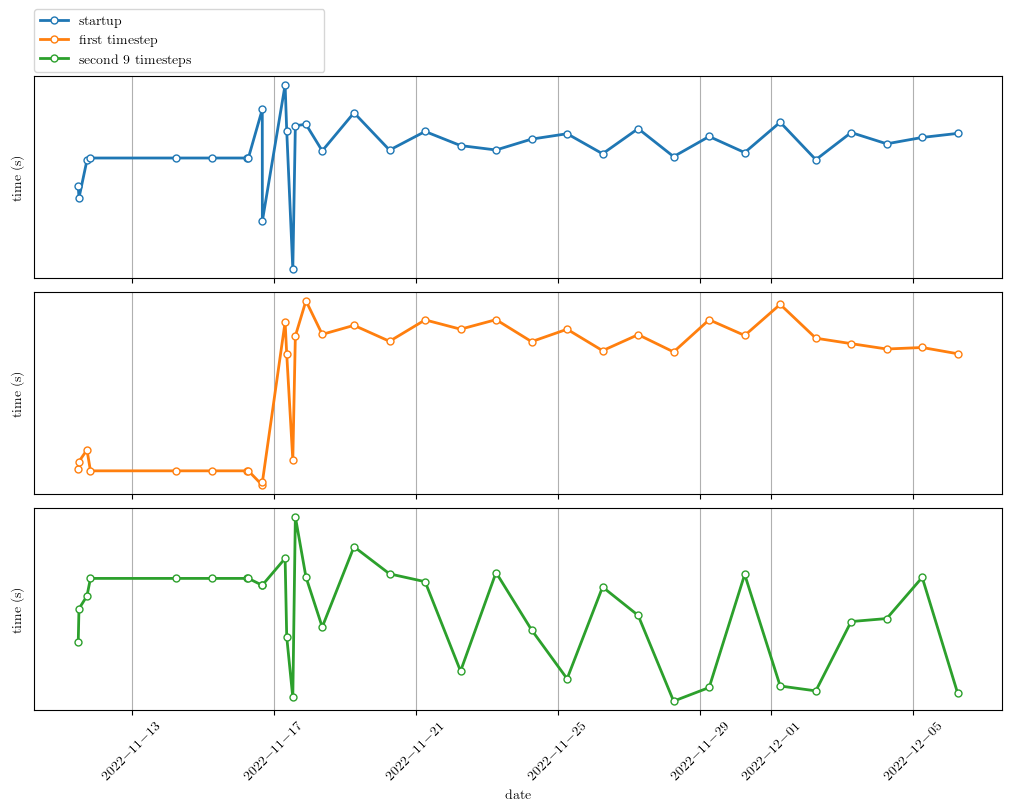 startup
first timestep
second 9 timesteps
time (s)
time (s)
time (s)
2022−11−13
2022−11−17
2022−11−21
2022−11−25
2022−11−29
2022−12−01
2022−12−05
date